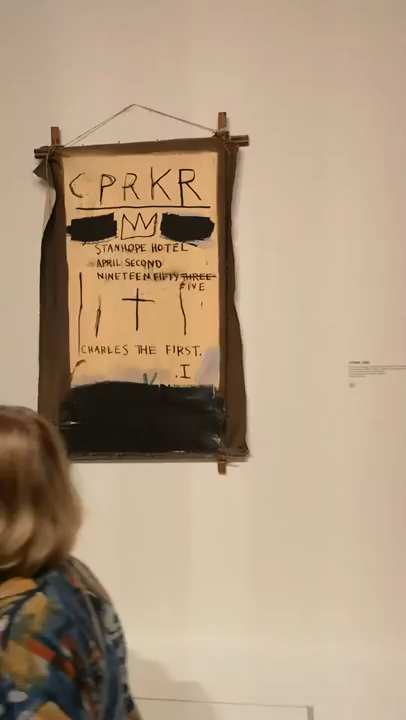 CPRKR
STANHOPE HOTEL
APRIL SECOND
NINETEEN FIFTY THREE
FIVE
CHARLES THE FIRST.
.I